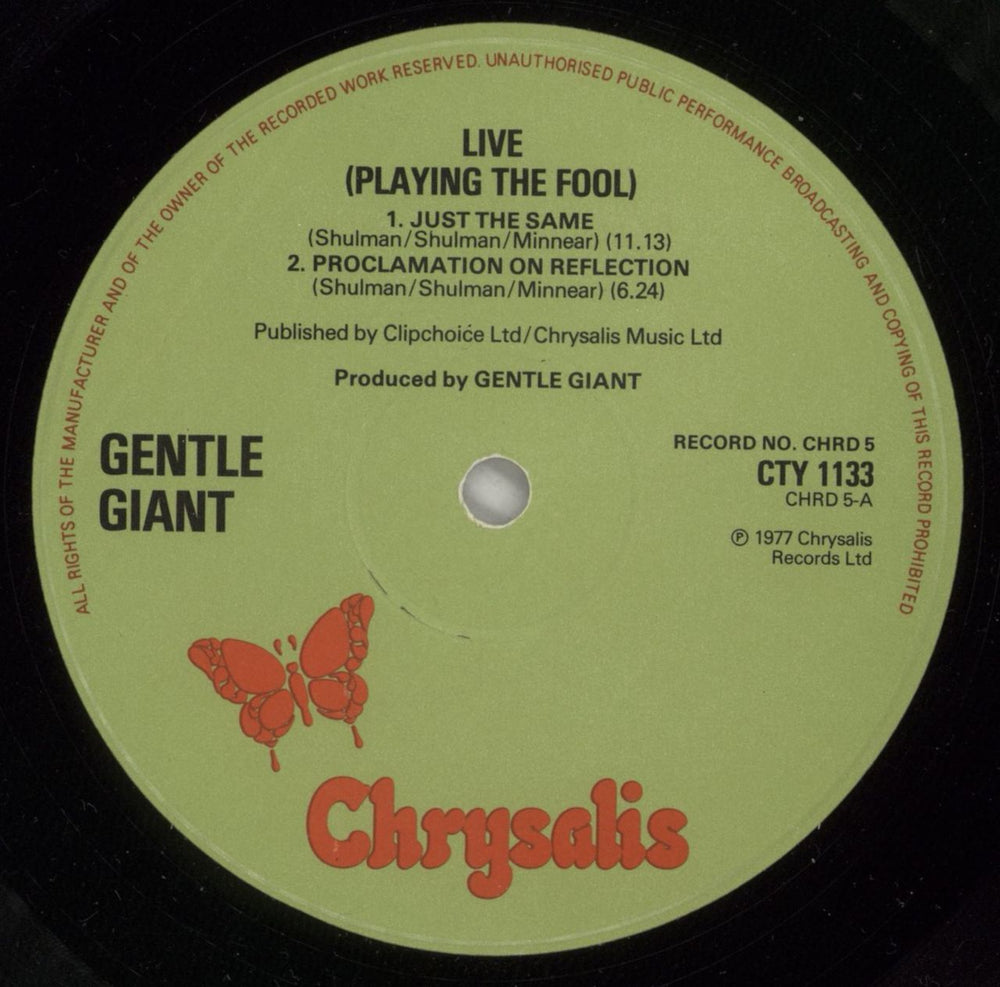 ALL RIGHTS OF THE MANUFACTURER AND OF THE OWNER OF THE RECORDED WORK RESERVED. UNAUTHORISED PUBLIC PERFORMANCE BROADCASTING AND COPYING OF THIS RECORD PROHIBITED
LIVE
(PLAYING THE FOOL)
1. JUST THE SAME
(Shulman/Shulman/Minnear) (11.13)
2. PROCLAMATION ON REFLECTION
(Shulman/Shulman/Minnear) (6.24)
Published by Clipchoice Ltd/Chrysalis Music Ltd
Produced by GENTLE GIANT
GENTLE
GIANT
RECORD NO. CHRD 5
CTY 1133
CHRD 5-A
℗ 1977 Chrysalis
Records Ltd
Chrysalis